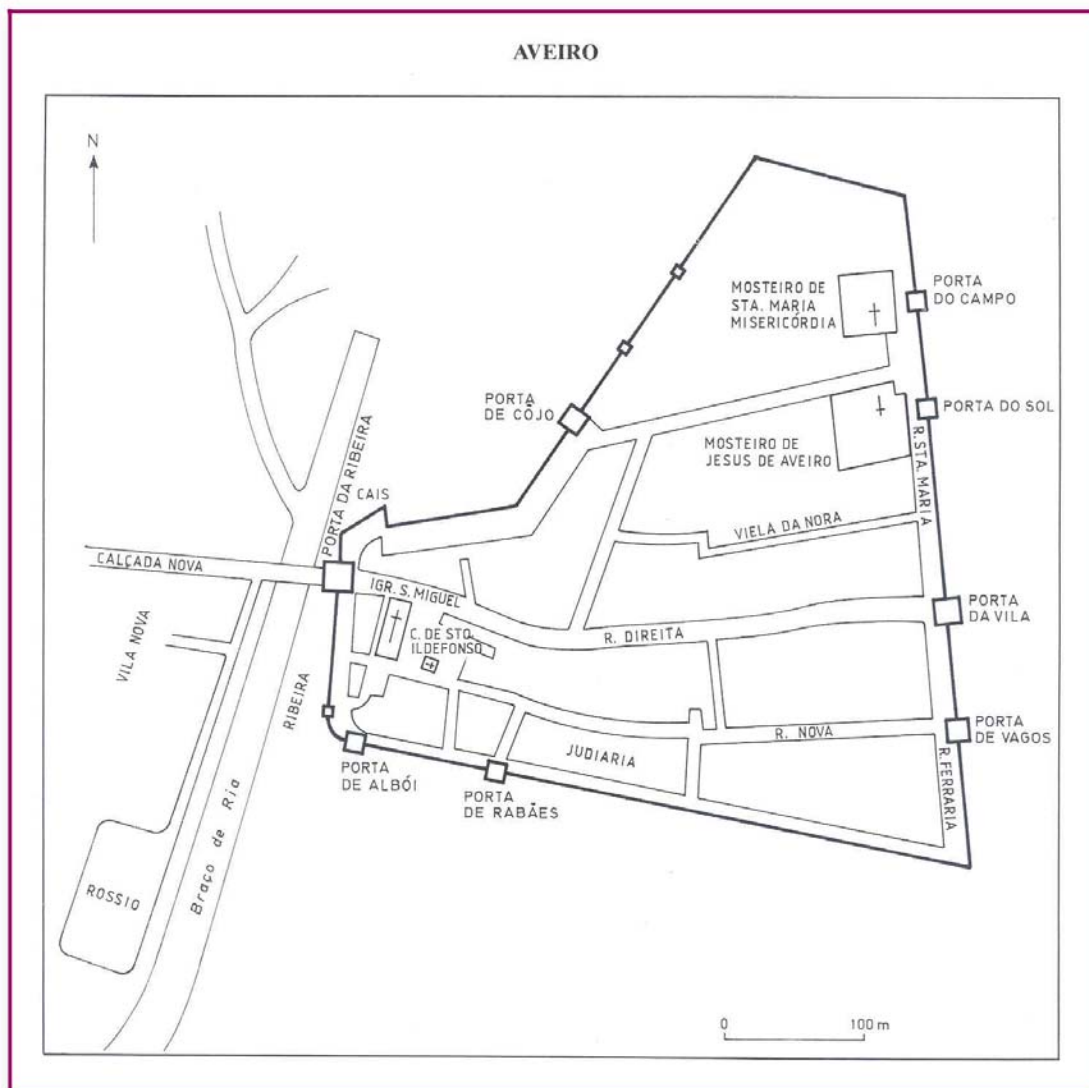 AVEIRO
N
MOSTEIRO DE
STA. MARIA
MISERICÓRDIA
PORTA
DO CAMPO
PORTA
DE CÔJO
PORTA DO SOL
MOSTEIRO DE
JESUS DE AVEIRO
R. STA. MARIA
PORTA DA RIBEIRA
CAIS
VIELA DA NORA
CALÇADA NOVA
IGR. S. MIGUEL
PORTA
DA VILA
R. DIREITA
C. DE STO.
ILDEFONSO
VILA NOVA
RIBEIRA
PORTA
DE VAGOS
R. NOVA
JUDIARIA
R. FERRARIA
PORTA
DE ALBÓI
PORTA
DE RABÃES
Braço de Ria
ROSSIO
0 100 m